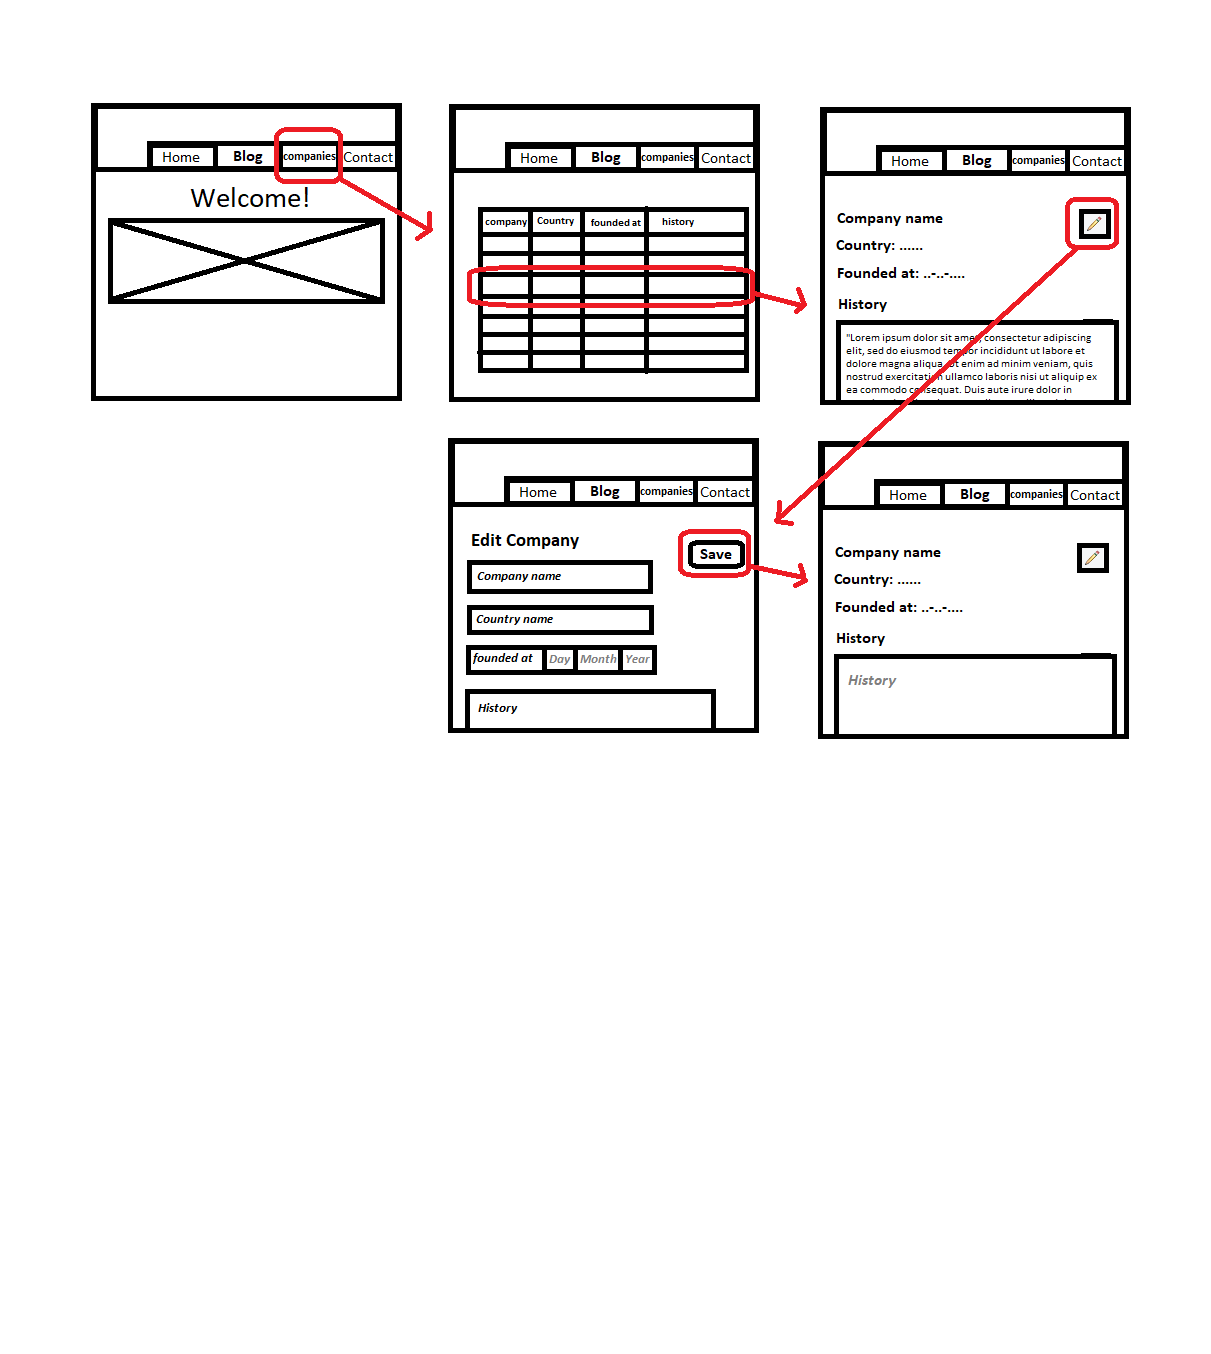 Home Blog companies Contact
Welcome!
Home Blog companies Contact
company Country founded at history
Home Blog companies Contact
Company name
Country: ......
Founded at: ..-..-....
History
"Lorem ipsum dolor sit amet, consectetur adipiscing
elit, sed do eiusmod tempor incididunt ut labore et
dolore magna aliqua. Ut enim ad minim veniam, quis
nostrud exercitation ullamco laboris nisi ut aliquip ex
ea commodo consequat. Duis aute irure dolor in
Home Blog companies Contact
Edit Company
Save
Company name
Country name
founded at Day Month Year
History
Home Blog companies Contact
Company name
Country: ......
Founded at: ..-..-....
History
History